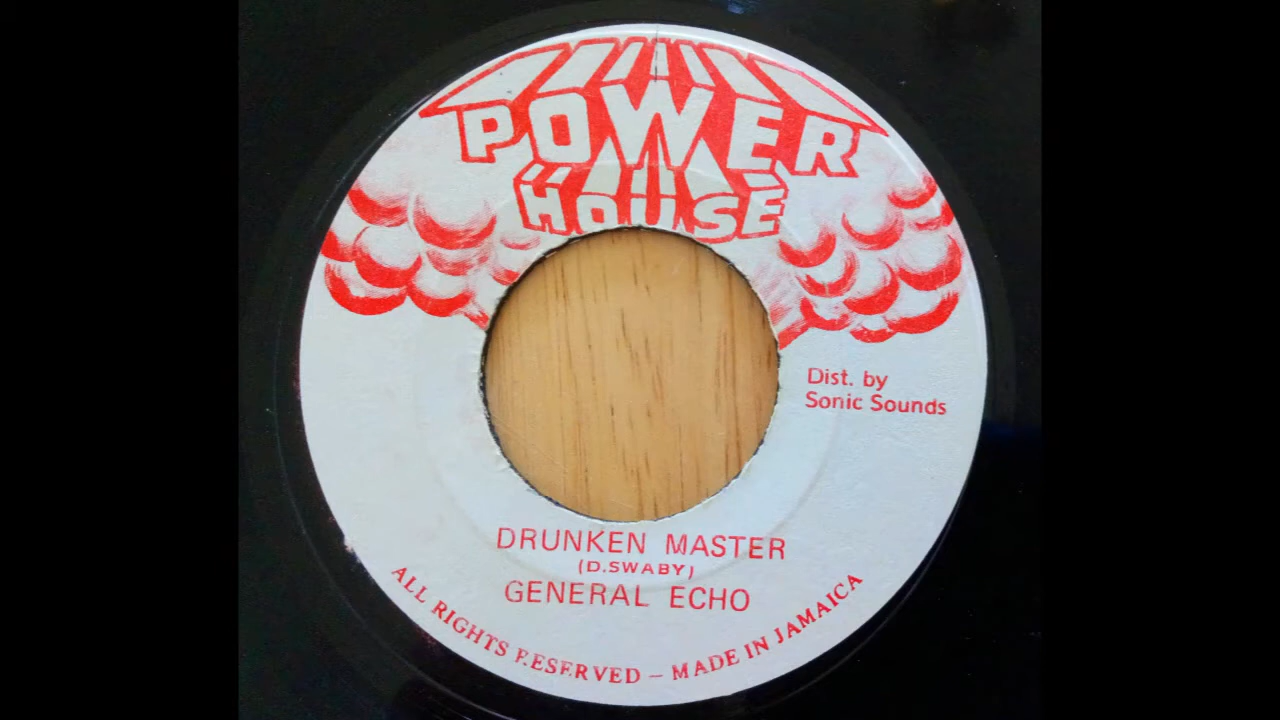 POWER
HOUSE
Dist. by
Sonic Sounds
DRUNKEN MASTER
(D.SWABY)
GENERAL ECHO
ALL RIGHTS RESERVED – MADE IN JAMAICA